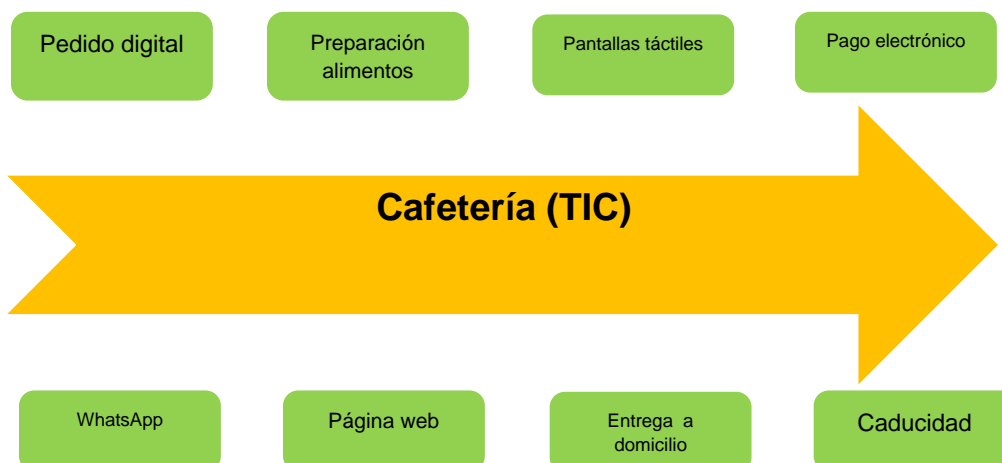 Pedido digital
Preparación
alimentos
Pantallas táctiles
Pago electrónico
Cafetería (TIC)
WhatsApp
Página web
Entrega a
domicilio
Caducidad